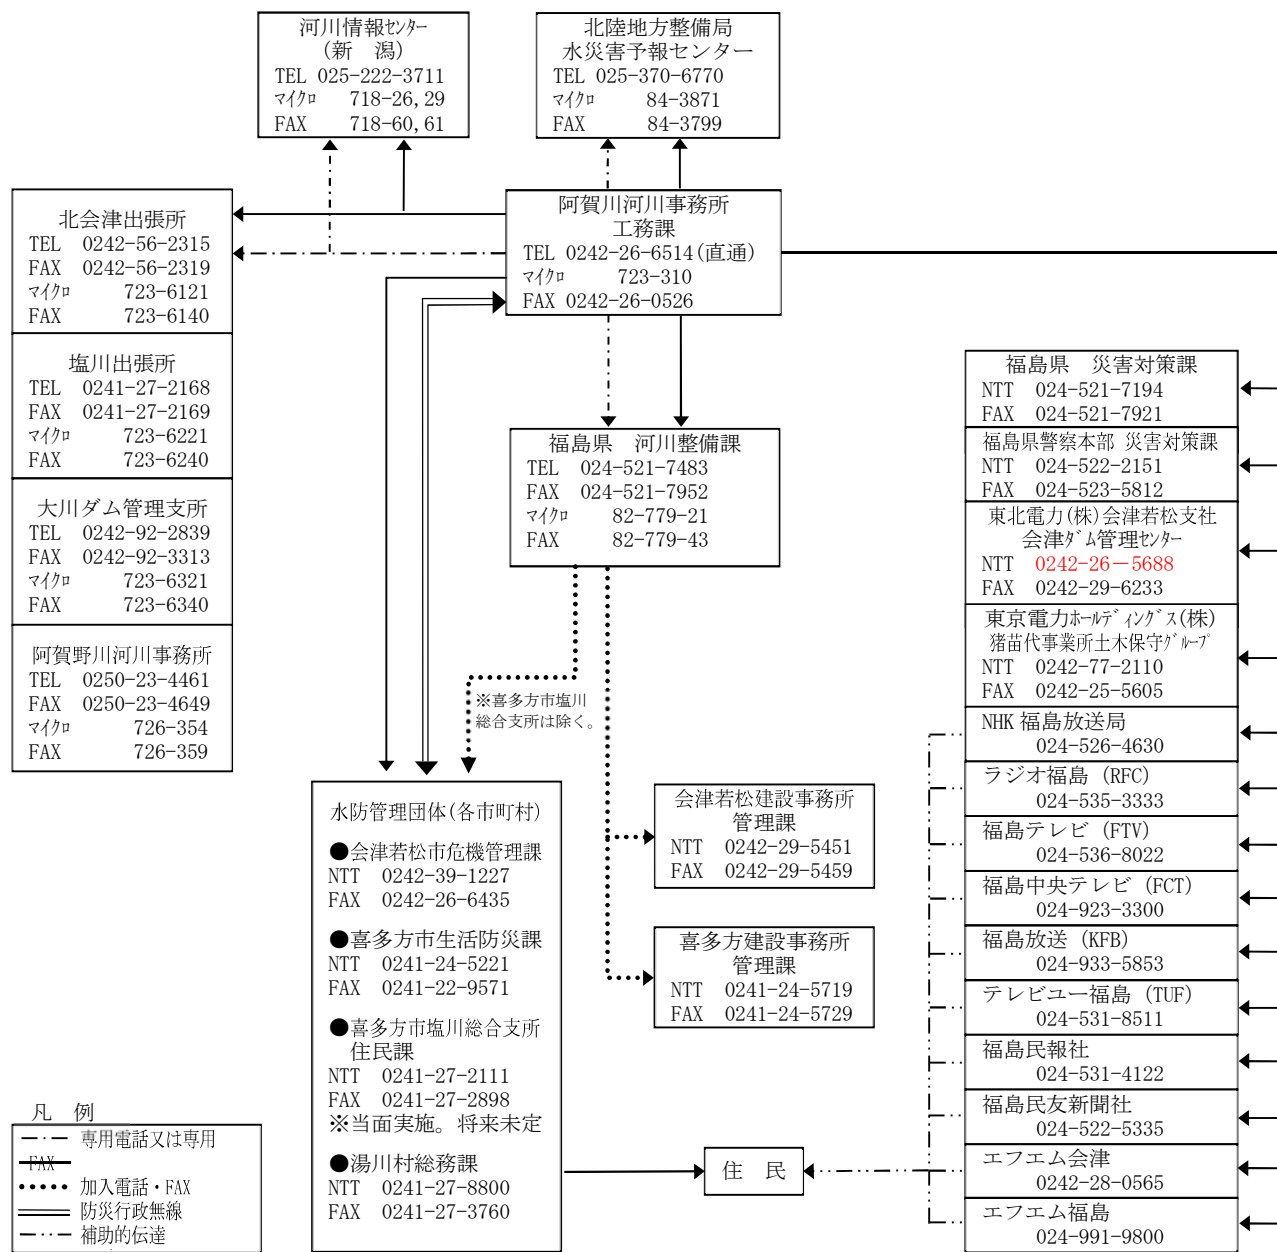 河川情報ｾﾝﾀｰ
(新　潟)
TEL 025-222-3711
ﾏｲｸﾛ 718-26,29
FAX 718-60,61
北陸地方整備局
水災害予報センター
TEL 025-370-6770
ﾏｲｸﾛ 84-3871
FAX 84-3799
阿賀川河川事務所
工務課
TEL 0242-26-6514(直通)
ﾏｲｸﾛ 723-310
FAX 0242-26-0526
北会津出張所
TEL 0242-56-2315
FAX 0242-56-2319
ﾏｲｸﾛ 723-6121
FAX 723-6140
塩川出張所
TEL 0241-27-2168
FAX 0241-27-2169
ﾏｲｸﾛ 723-6221
FAX 723-6240
大川ダム管理支所
TEL 0242-92-2839
FAX 0242-92-3313
ﾏｲｸﾛ 723-6321
FAX 723-6340
阿賀野川河川事務所
TEL 0250-23-4461
FAX 0250-23-4649
ﾏｲｸﾛ 726-354
FAX 726-359
福島県　河川整備課
TEL 024-521-7483
FAX 024-521-7952
ﾏｲｸﾛ 82-779-21
FAX 82-779-43
※喜多方市塩川
総合支所は除く。
水防管理団体(各市町村)
●会津若松市危機管理課
NTT 0242-39-1227
FAX 0242-26-6435
●喜多方市生活防災課
NTT 0241-24-5221
FAX 0241-22-9571
●喜多方市塩川総合支所
住民課
NTT 0241-27-2111
FAX 0241-27-2898
※当面実施。将来未定
●湯川村総務課
NTT 0241-27-8800
FAX 0241-27-3760
会津若松建設事務所
管理課
NTT 0242-29-5451
FAX 0242-29-5459
喜多方建設事務所
管理課
NTT 0241-24-5719
FAX 0241-24-5729
住　民
福島県　災害対策課
NTT 024-521-7194
FAX 024-521-7921
福島県警察本部 災害対策課
NTT 024-522-2151
FAX 024-523-5812
東北電力(株)会津若松支社
会津ﾀﾞﾑ管理ｾﾝﾀｰ
NTT 0242-26－5688
FAX 0242-29-6233
東京電力ﾎｰﾙﾃﾞｨﾝｸﾞｽ(株)
猪苗代事業所土木保守ｸﾞﾙｰﾌﾟ
NTT 0242-77-2110
FAX 0242-25-5605
NHK 福島放送局
024-526-4630
ラジオ福島 (RFC)
024-535-3333
福島テレビ (FTV)
024-536-8022
福島中央テレビ (FCT)
024-923-3300
福島放送 (KFB)
024-933-5853
テレビユー福島 (TUF)
024-531-8511
福島民報社
024-531-4122
福島民友新聞社
024-522-5335
エフエム会津
0242-28-0565
エフエム福島
024-991-9800
凡　例
専用電話又は専用
FAX
加入電話・FAX
防災行政無線
補助的伝達